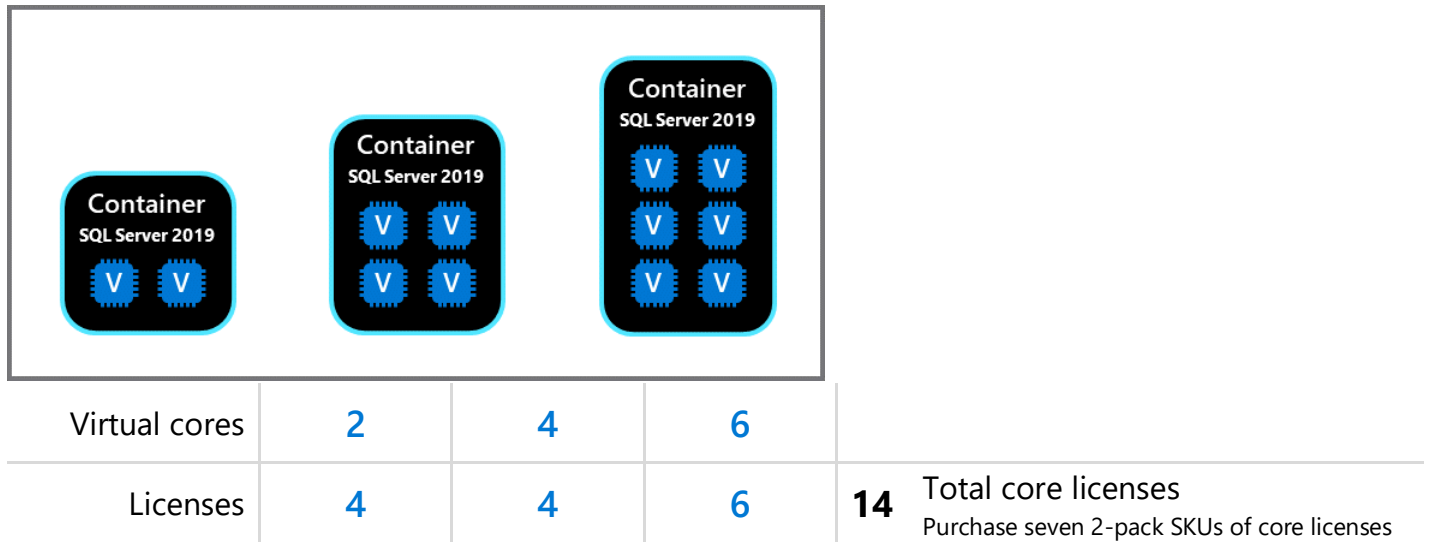 Container
SQL Server 2019
V V
Container
SQL Server 2019
V V
V V
Container
SQL Server 2019
V V
V V
V V
Virtual cores 2 4 6
Licenses 4 4 6 14 Total core licenses
Purchase seven 2-pack SKUs of core licenses